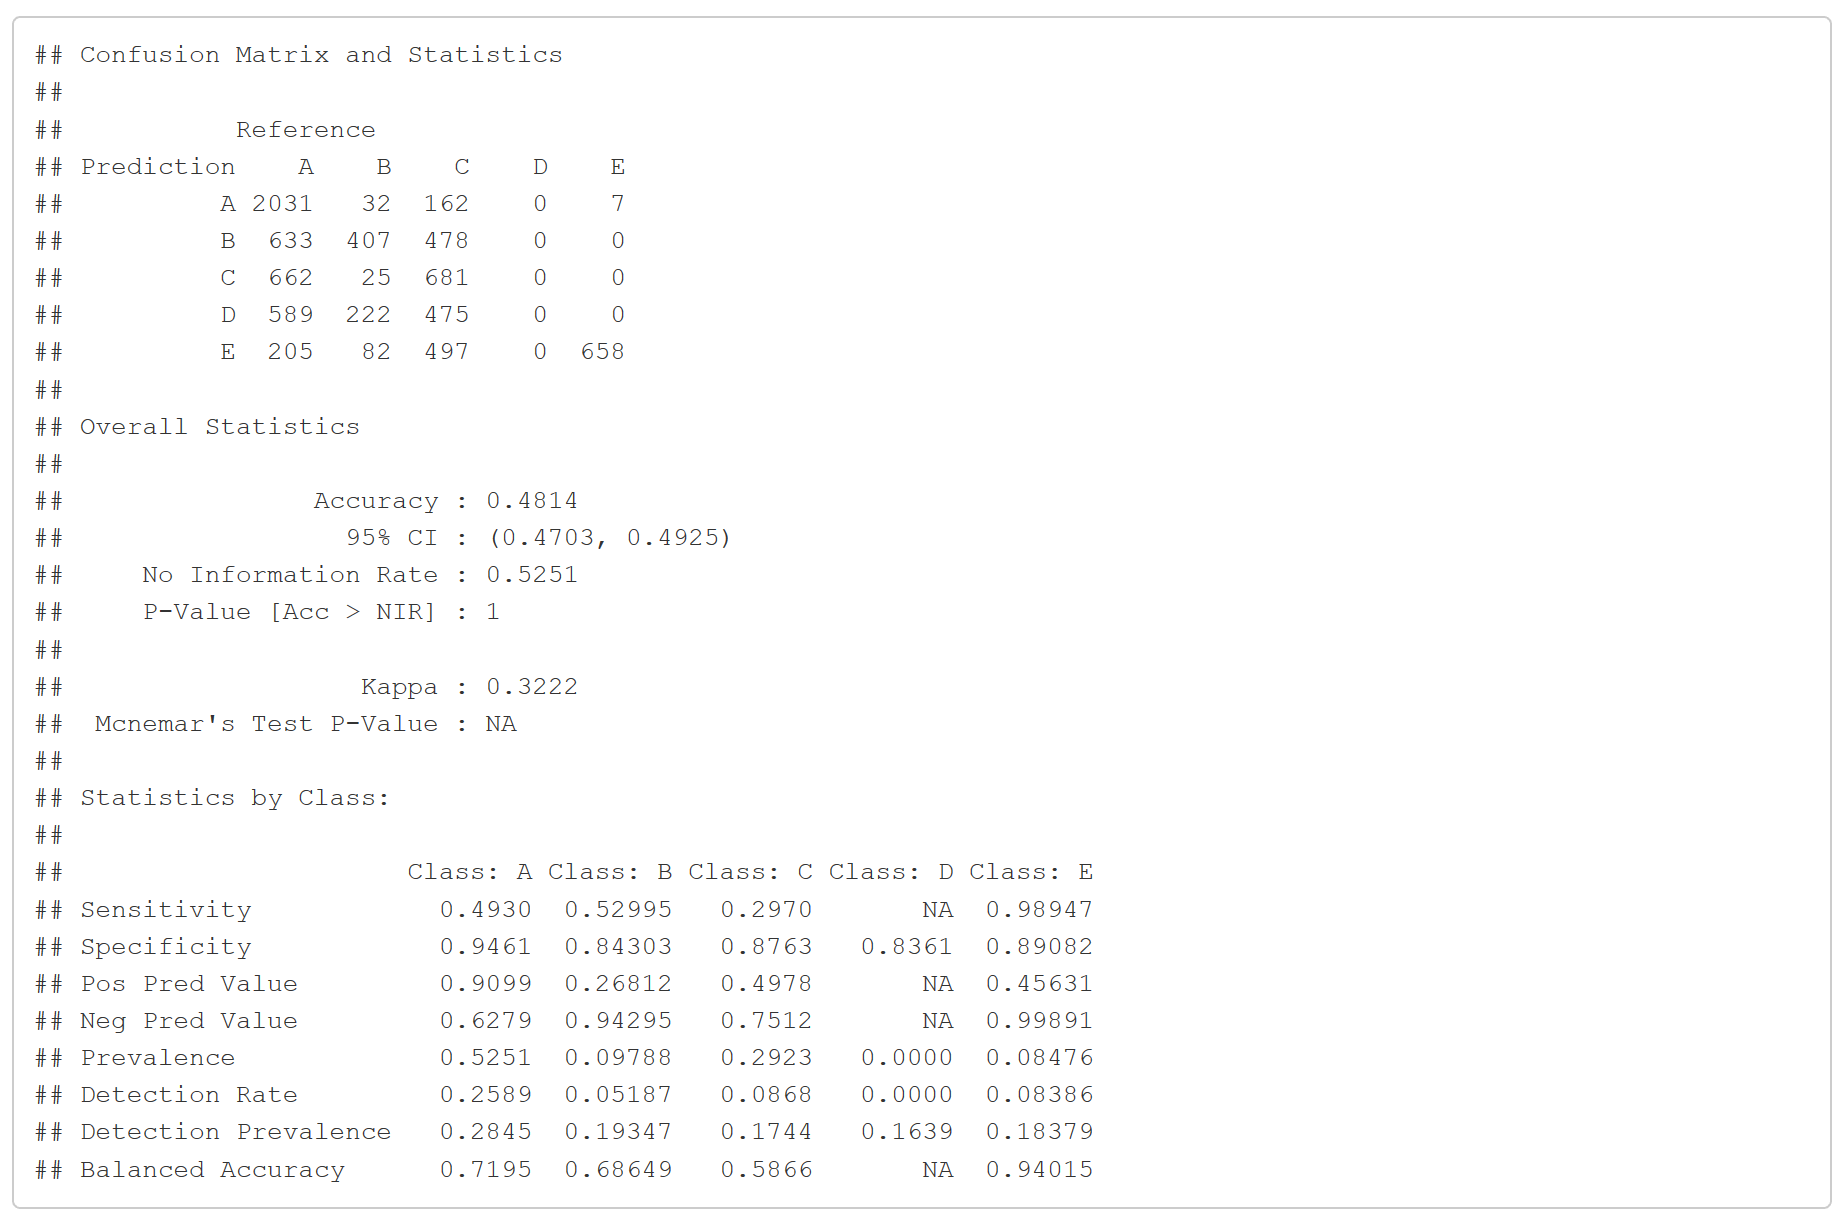 ## Confusion Matrix and Statistics
##
##           Reference
## Prediction    A    B    C    D    E
##          A 2031   32  162    0    7
##          B  633  407  478    0    0
##          C  662   25  681    0    0
##          D  589  222  475    0    0
##          E  205   82  497    0  658
##
## Overall Statistics
##
##                Accuracy : 0.4814
##                  95% CI : (0.4703, 0.4925)
##     No Information Rate : 0.5251
##     P-Value [Acc > NIR] : 1
##
##                   Kappa : 0.3222
##  Mcnemar's Test P-Value : NA
##
## Statistics by Class:
##
##                      Class: A Class: B Class: C Class: D Class: E
## Sensitivity            0.4930  0.52995   0.2970       NA  0.98947
## Specificity            0.9461  0.84303   0.8763   0.8361  0.89082
## Pos Pred Value         0.9099  0.26812   0.4978       NA  0.45631
## Neg Pred Value         0.6279  0.94295   0.7512       NA  0.99891
## Prevalence             0.5251  0.09788   0.2923   0.0000  0.08476
## Detection Rate         0.2589  0.05187   0.0868   0.0000  0.08386
## Detection Prevalence   0.2845  0.19347   0.1744   0.1639  0.18379
## Balanced Accuracy      0.7195  0.68649   0.5866       NA  0.94015